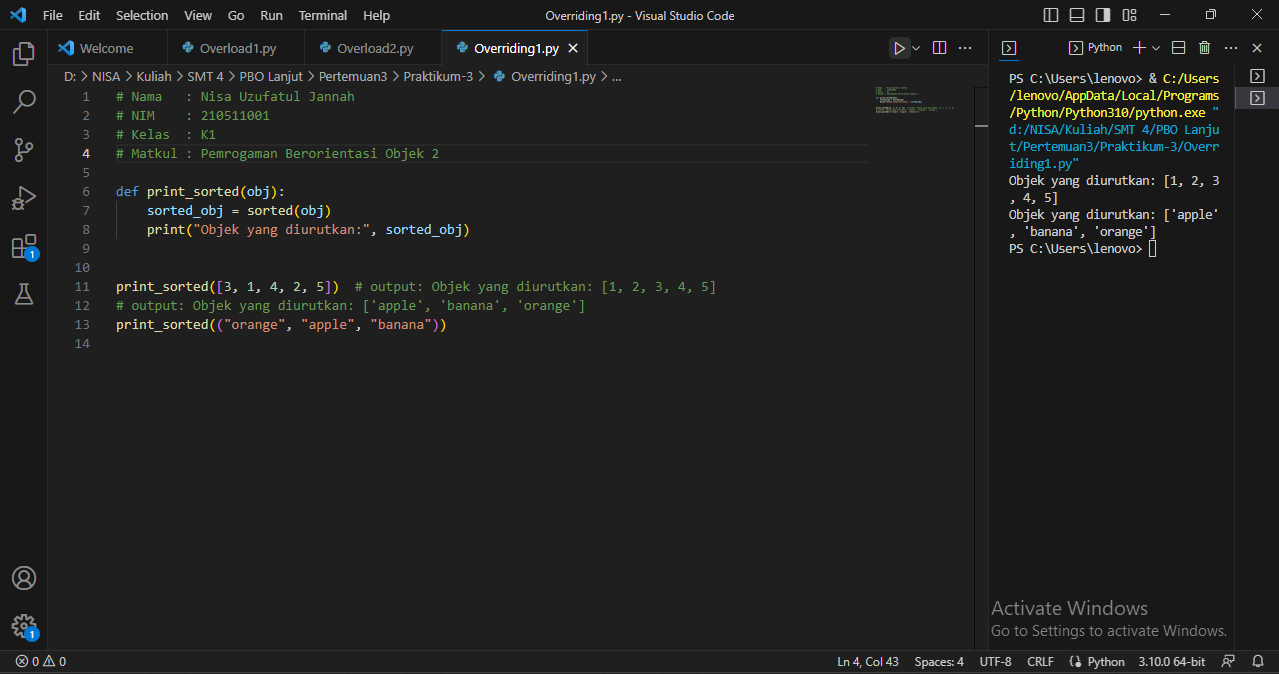 File Edit Selection View Go Run Terminal Help
Overriding1.py - Visual Studio Code
Welcome
Overload1.py
Overload2.py
Overriding1.py
D: > NISA > Kuliah > SMT 4 > PBO Lanjut > Pertemuan3 > Praktikum-3 > Overriding1.py > ...
1 # Nama   : Nisa Uzufatul Jannah
2 # NIM    : 210511001
3 # Kelas  : K1
4 # Matkul : Pemrogaman Berorientasi Objek 2
5
6 def print_sorted(obj):
7     sorted_obj = sorted(obj)
8     print("Objek yang diurutkan:", sorted_obj)
9
10
11 print_sorted([3, 1, 4, 2, 5])  # output: Objek yang diurutkan: [1, 2, 3, 4, 5]
12 # output: Objek yang diurutkan: ['apple', 'banana', 'orange']
13 print_sorted(("orange", "apple", "banana"))
14
Python
PS C:\Users\lenovo> & C:/Users
/lenovo/AppData/Local/Programs
/Python/Python310/python.exe "
d:/NISA/Kuliah/SMT 4/PBO Lanju
t/Pertemuan3/Praktikum-3/Overr
iding1.py"
Objek yang diurutkan: [1, 2, 3
, 4, 5]
Objek yang diurutkan: ['apple'
, 'banana', 'orange']
PS C:\Users\lenovo>
1
1
Activate Windows
Go to Settings to activate Windows.
0 0
Ln 4, Col 43
Spaces: 4
UTF-8
CRLF
Python
3.10.0 64-bit